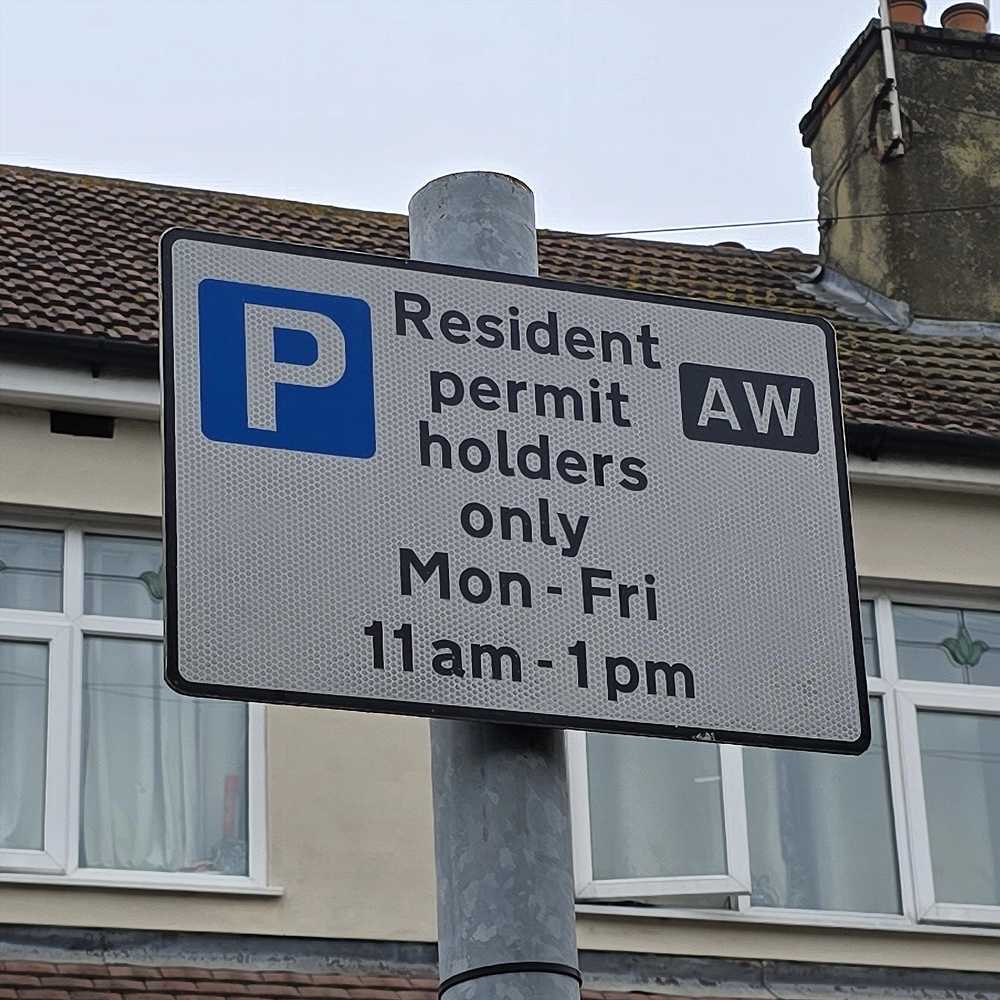 P
Resident
permit
holders
only
Mon - Fri
11am - 1pm
AW